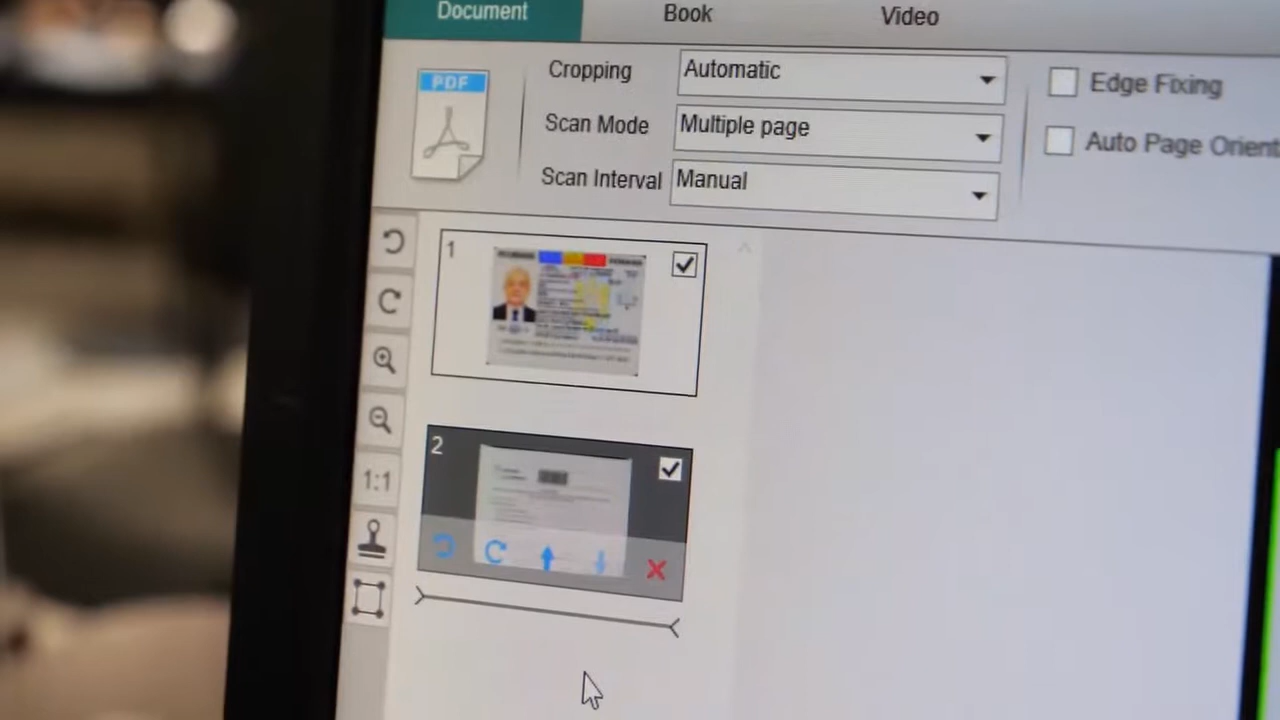 Document
Book
Video
PDF
Cropping
Automatic
Edge Fixing
Scan Mode
Multiple page
Auto Page Orient
Scan Interval
Manual
1
2
1:1